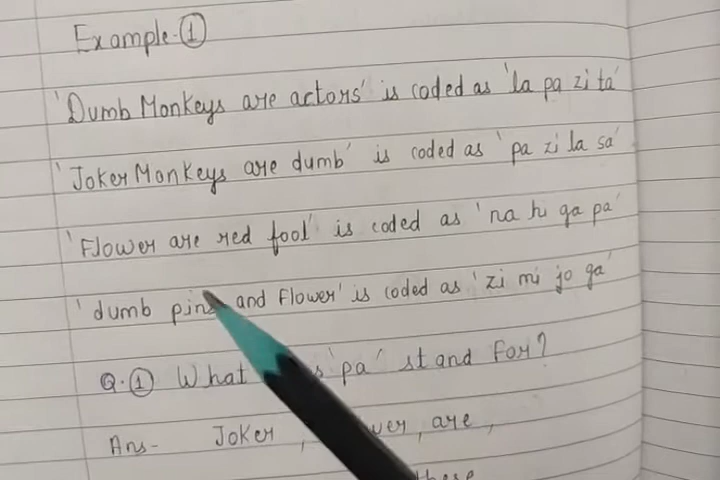 Example-①
'Dumb Monkeys are actors' is coded as 'la pa zi ta'
'Joker Monkeys are dumb' is coded as 'pa zi la sa'
'Flower are red fool' is coded as 'na hi ga pa'
'dumb and Flower' is coded as 'zi mi jo ga'
Q.① What 'pa' stand for?
Ans- Joker , are ,